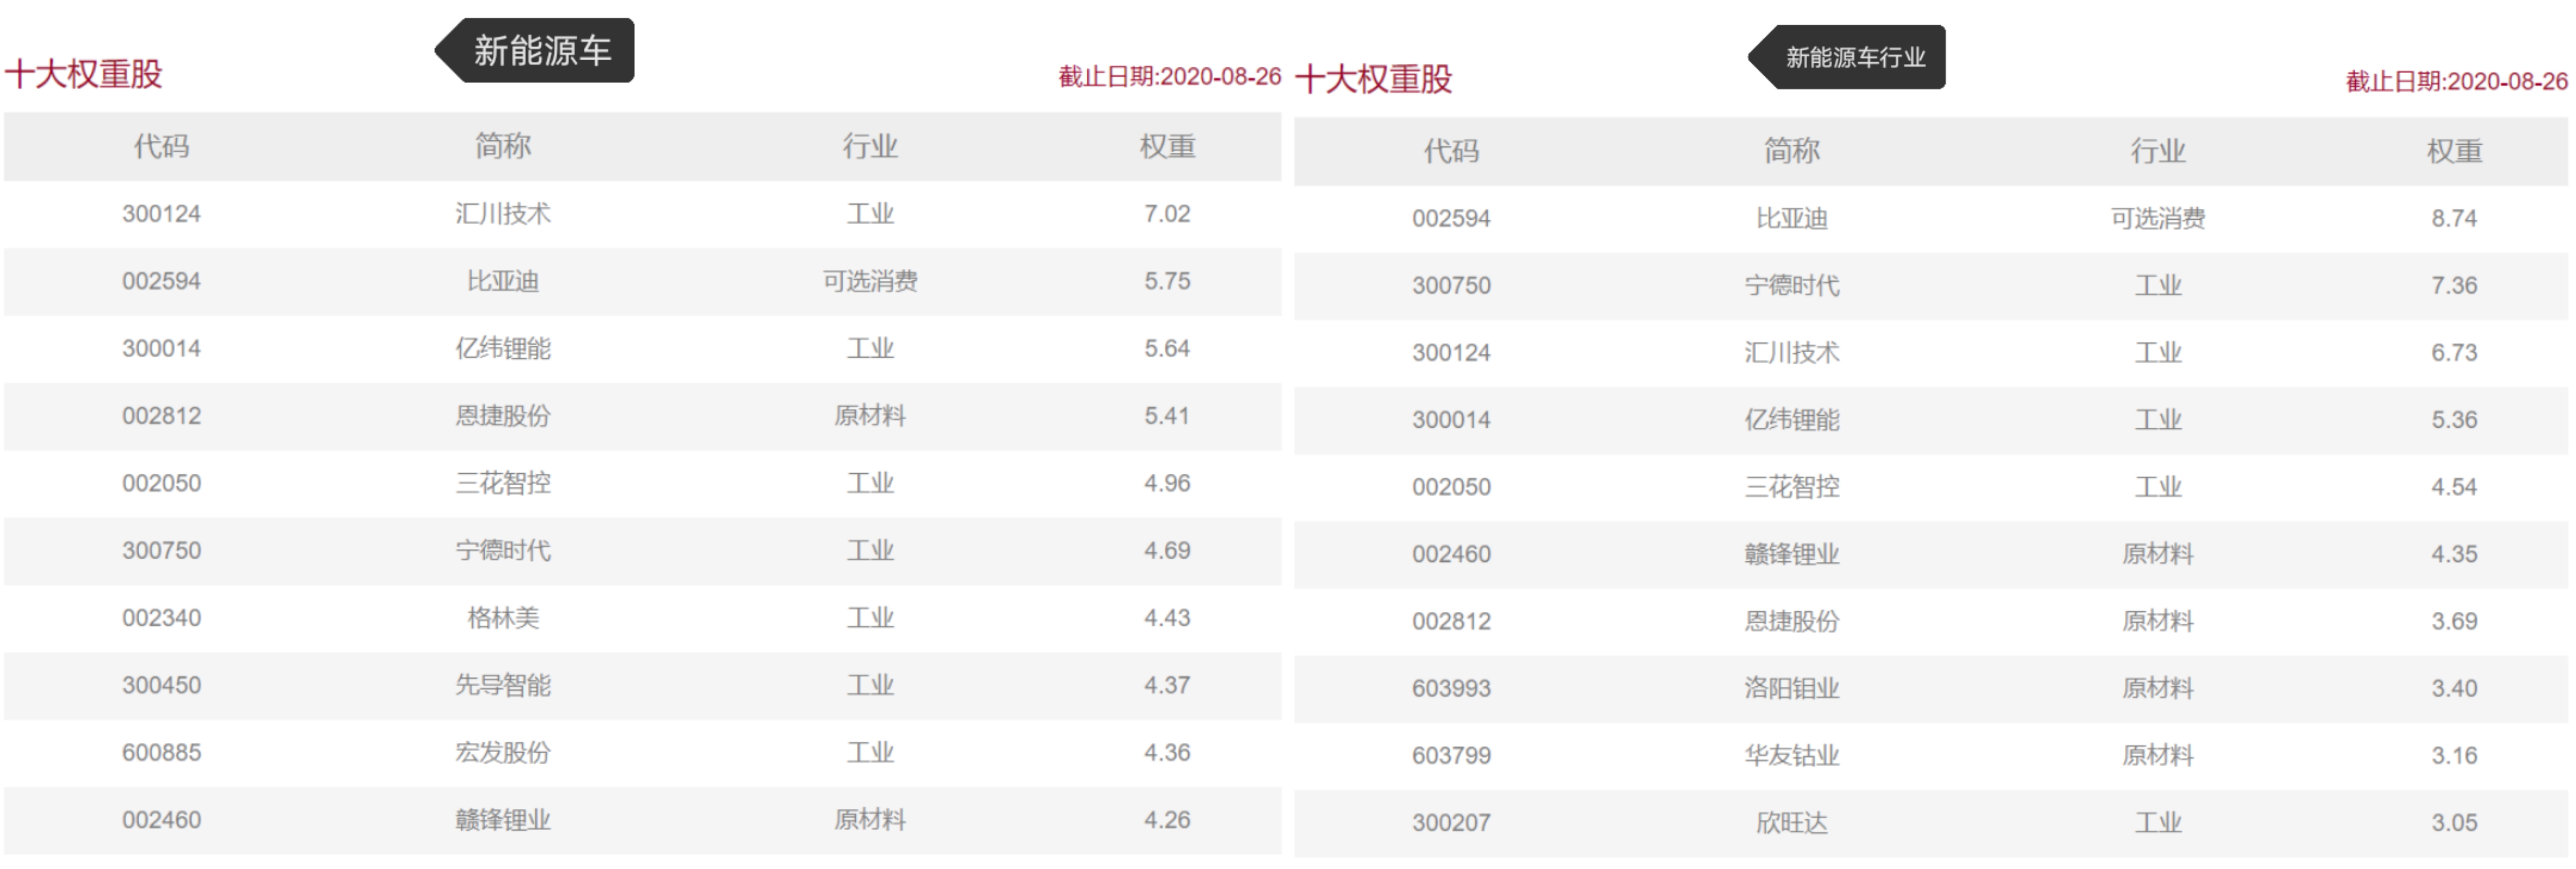 新能源车
十大权重股 截止日期:2020-08-26
代码 简称 行业 权重
300124 汇川技术 工业 7.02
002594 比亚迪 可选消费 5.75
300014 亿纬锂能 工业 5.64
002812 恩捷股份 原材料 5.41
002050 三花智控 工业 4.96
300750 宁德时代 工业 4.69
002340 格林美 工业 4.43
300450 先导智能 工业 4.37
600885 宏发股份 工业 4.36
002460 赣锋锂业 原材料 4.26
新能源车行业
十大权重股 截止日期:2020-08-26
代码 简称 行业 权重
002594 比亚迪 可选消费 8.74
300750 宁德时代 工业 7.36
300124 汇川技术 工业 6.73
300014 亿纬锂能 工业 5.36
002050 三花智控 工业 4.54
002460 赣锋锂业 原材料 4.35
002812 恩捷股份 原材料 3.69
603993 洛阳钼业 原材料 3.40
603799 华友钴业 原材料 3.16
300207 欣旺达 工业 3.05